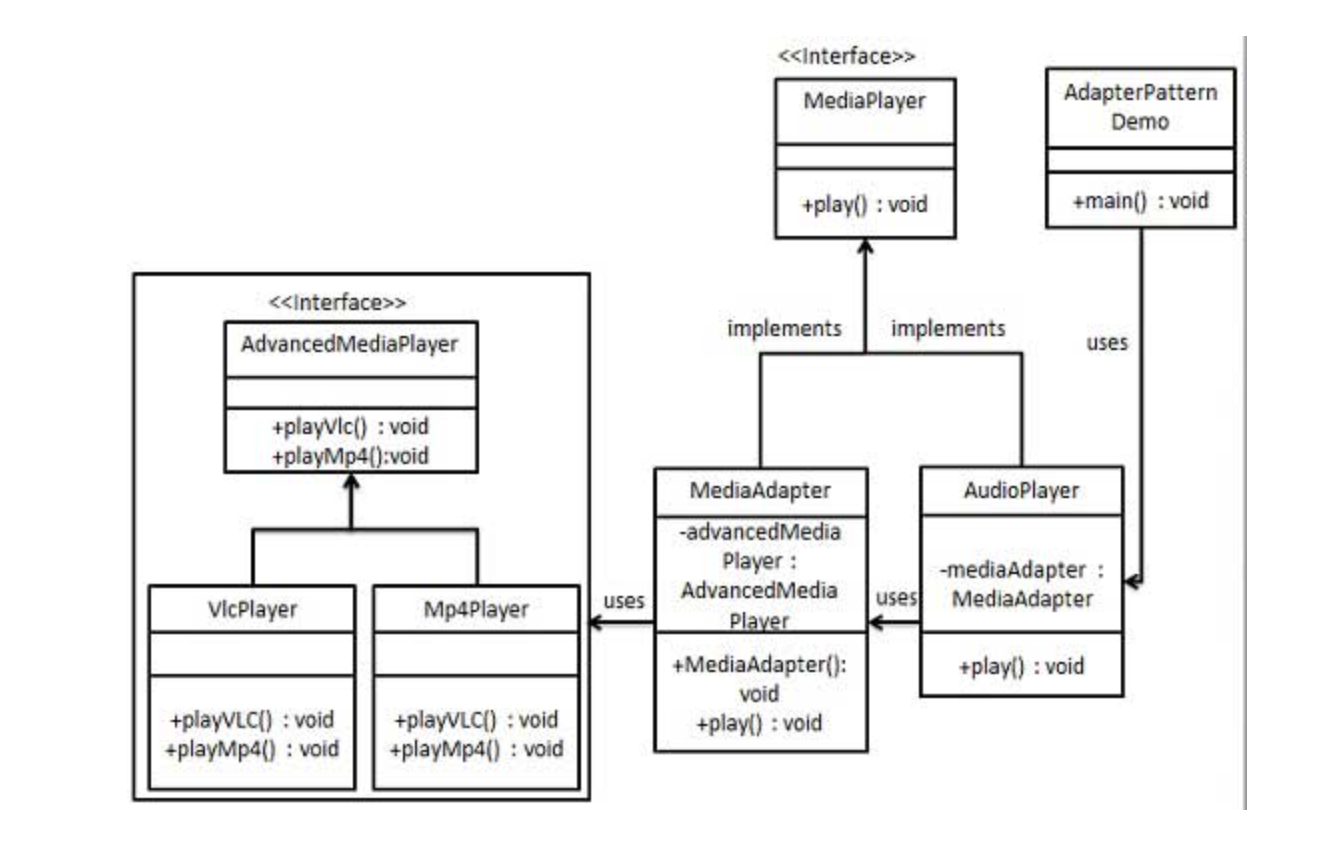 <<Interface>>
MediaPlayer
+play() : void
AdapterPattern
Demo
+main() : void
implements
implements
uses
<<Interface>>
AdvancedMediaPlayer
+playVlc() : void
+playMp4():void
VlcPlayer
+playVLC() : void
+playMp4() : void
Mp4Player
+playVLC() : void
+playMp4() : void
uses
MediaAdapter
-advancedMedia
Player :
AdvancedMedia
Player
+MediaAdapter():
void
+play() : void
uses
AudioPlayer
-mediaAdapter :
MediaAdapter
+play() : void